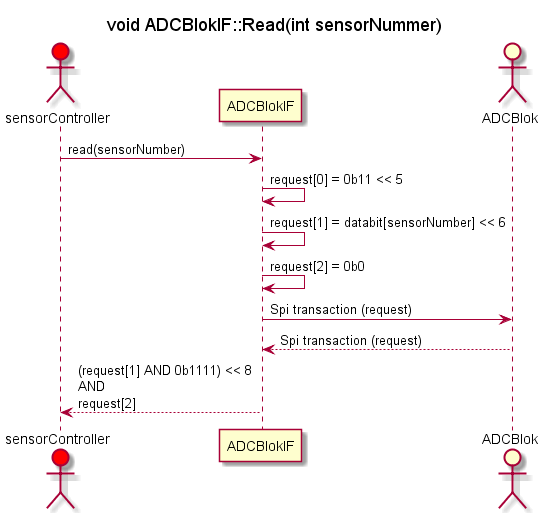 void ADCBlokIF::Read(int sensorNummer)
sensorController
ADCBlokIF
ADCBlok
read(sensorNumber)
request[0] = 0b11 << 5
request[1] = databit[sensorNumber] << 6
request[2] = 0b0
Spi transaction (request)
Spi transaction (request)
(request[1] AND 0b1111) << 8
AND
request[2]
sensorController
ADCBlokIF
ADCBlok